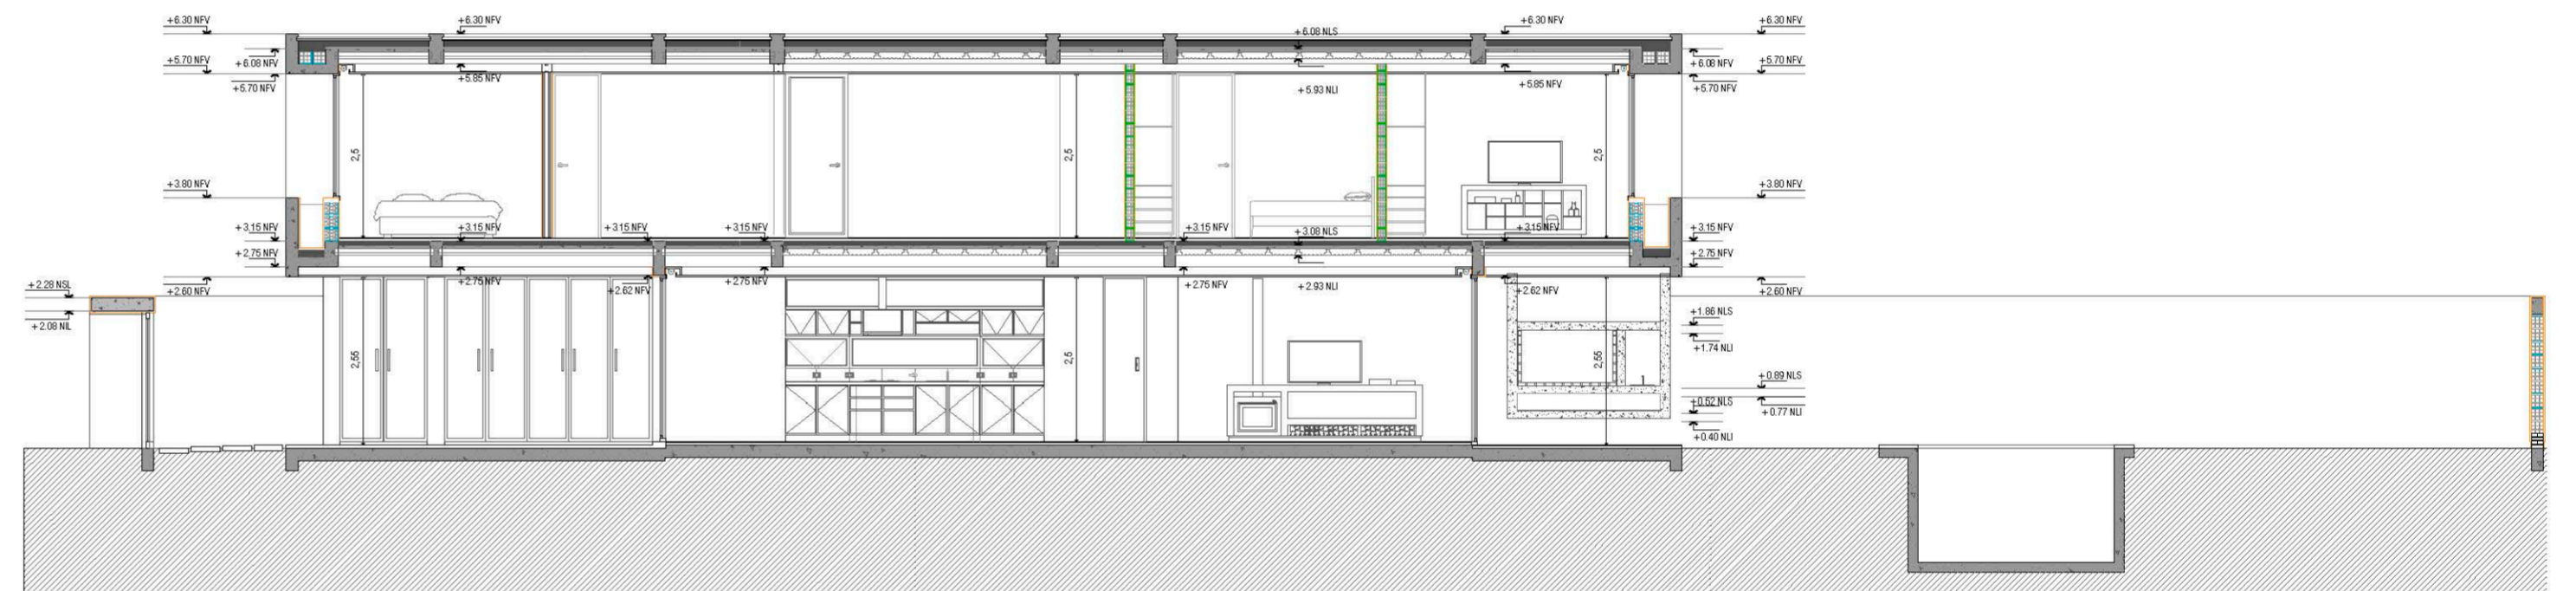 +6.30 NFV
+6.30 NFV
+6.30 NFV
+6.30 NFV
+6.08 NLS
+5.70 NFV
+6.08 NFV
+5.70 NFV
+5.85 NFV
+5.93 NLI
+5.85 NFV
+6.08 NFV
+5.70 NFV
+5.70 NFV
2,5
2,5
2,5
+3.80 NFV
+3.80 NFV
+3.15 NFV
+3.15 NFV
+3.15 NFV
+3.15 NFV
+3.15 NFV
+3.08 NLS
+3.15 NFV
+3.15 NFV
+2.75 NFV
+2.75 NFV
+2.28 NSL
+2.60 NFV
+2.75 NFV
+2.62 NFV
+2.75 NFV
+2.75 NFV
+2.93 NLI
+2.62 NFV
+2.60 NFV
+2.08 NIL
+1.86 NLS
+1.74 NLI
2,55
2,5
2,55
+0.89 NLS
+0.52 NLS
+0.77 NLI
+0.40 NLI